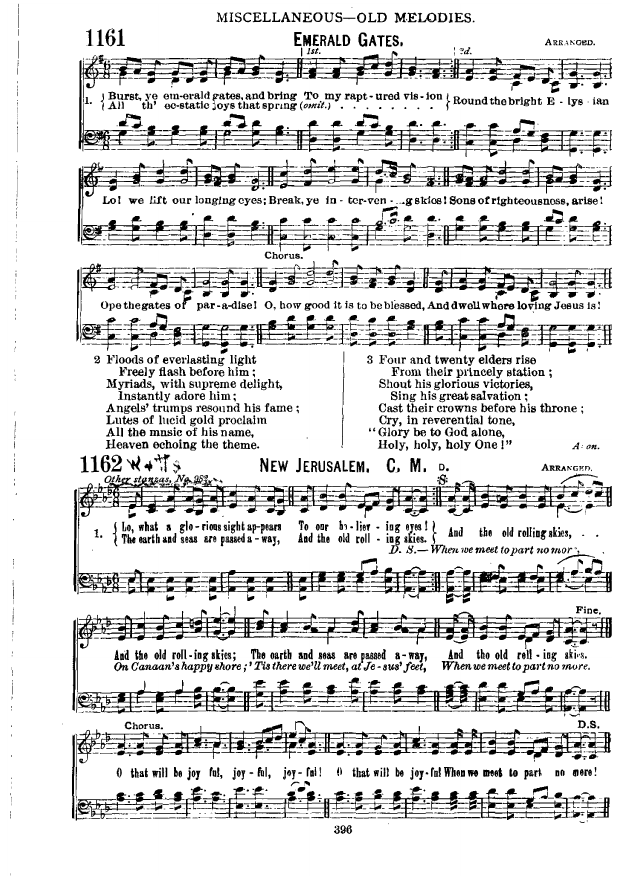 MISCELLANEOUS—OLD MELODIES.
1161
EMERALD GATES.
ARRANGED.
1st.
2d.
1. { Burst, ye em-erald gates, and bring To my rapt-ured vis-ion } Round the bright E-lys-ian
{ All th' ec-static joys that spring (omit.) . . . . . . . . }
Lo! we lift our longing eyes; Break, ye in-ter-ven-...g skies! Sons of righteousness, arise!
Chorus.
Ope the gates of par-a-dise! O, how good it is to be blessed, And dwell where loving Jesus is!
2 Floods of everlasting light
Freely flash before him;
Myriads, with supreme delight,
Instantly adore him;
Angels' trumps resound his fame;
Lutes of lucid gold proclaim
All the music of his name,
Heaven echoing the theme.
3 Four and twenty elders rise
From their princely station;
Shout his glorious victories,
Sing his great salvation;
Cast their crowns before his throne;
Cry, in reverential tone,
"Glory be to God alone,
Holy, holy, holy One!"
1162
NEW JERUSALEM. C. M. D.
ARRANGED.
Other stanzas, No.
1. { Lo, what a glo-rious sight ap-pears To our be-liev-ing eyes! } And the old rolling skies, . .
{ The earth and seas are passed a-way, And the old roll-ing skies. }
D. S.—When we meet to part no mor
Fine.
And the old roll-ing skies; The earth and seas are passed a-way, And the old roll-ing skies.
On Canaan's happy shore; 'Tis there we'll meet, at Je-sus' feet, When we meet to part no more.
Chorus.
D.S.
O that will be joy ful, joy-ful, joy-ful! O that will be joy-ful When we meet to part no more!
396